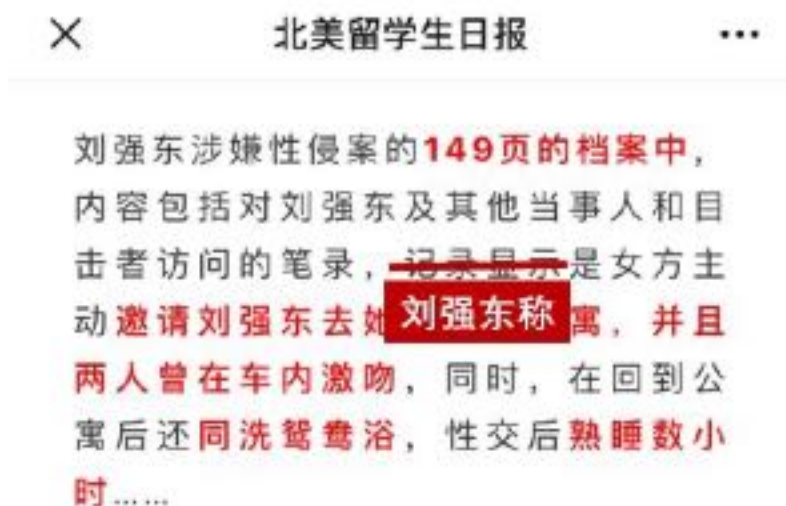 北美留学生日报
刘强东涉嫌性侵案的149页的档案中，
内容包括对刘强东及其他当事人和目
击者访问的笔录，记录显示是女方主
动邀请刘强东去她寓，并且
刘强东称
两人曾在车内激吻，同时，在回到公
寓后还同洗鸳鸯浴，性交后熟睡数小
时……